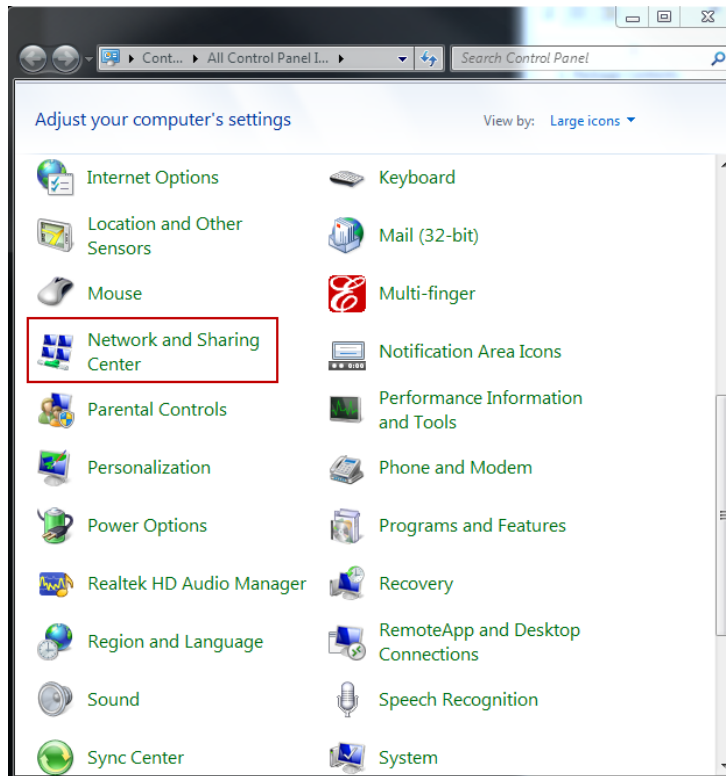 Cont... All Control Panel I... Search Control Panel
Adjust your computer's settings View by: Large icons
Internet Options Keyboard
Location and Other
Sensors
Mail (32-bit)
Mouse Multi-finger
Network and Sharing
Center
Notification Area Icons
Parental Controls
Performance Information
and Tools
Personalization Phone and Modem
Power Options Programs and Features
Realtek HD Audio Manager Recovery
Region and Language
RemoteApp and Desktop
Connections
Sound Speech Recognition
Sync Center System